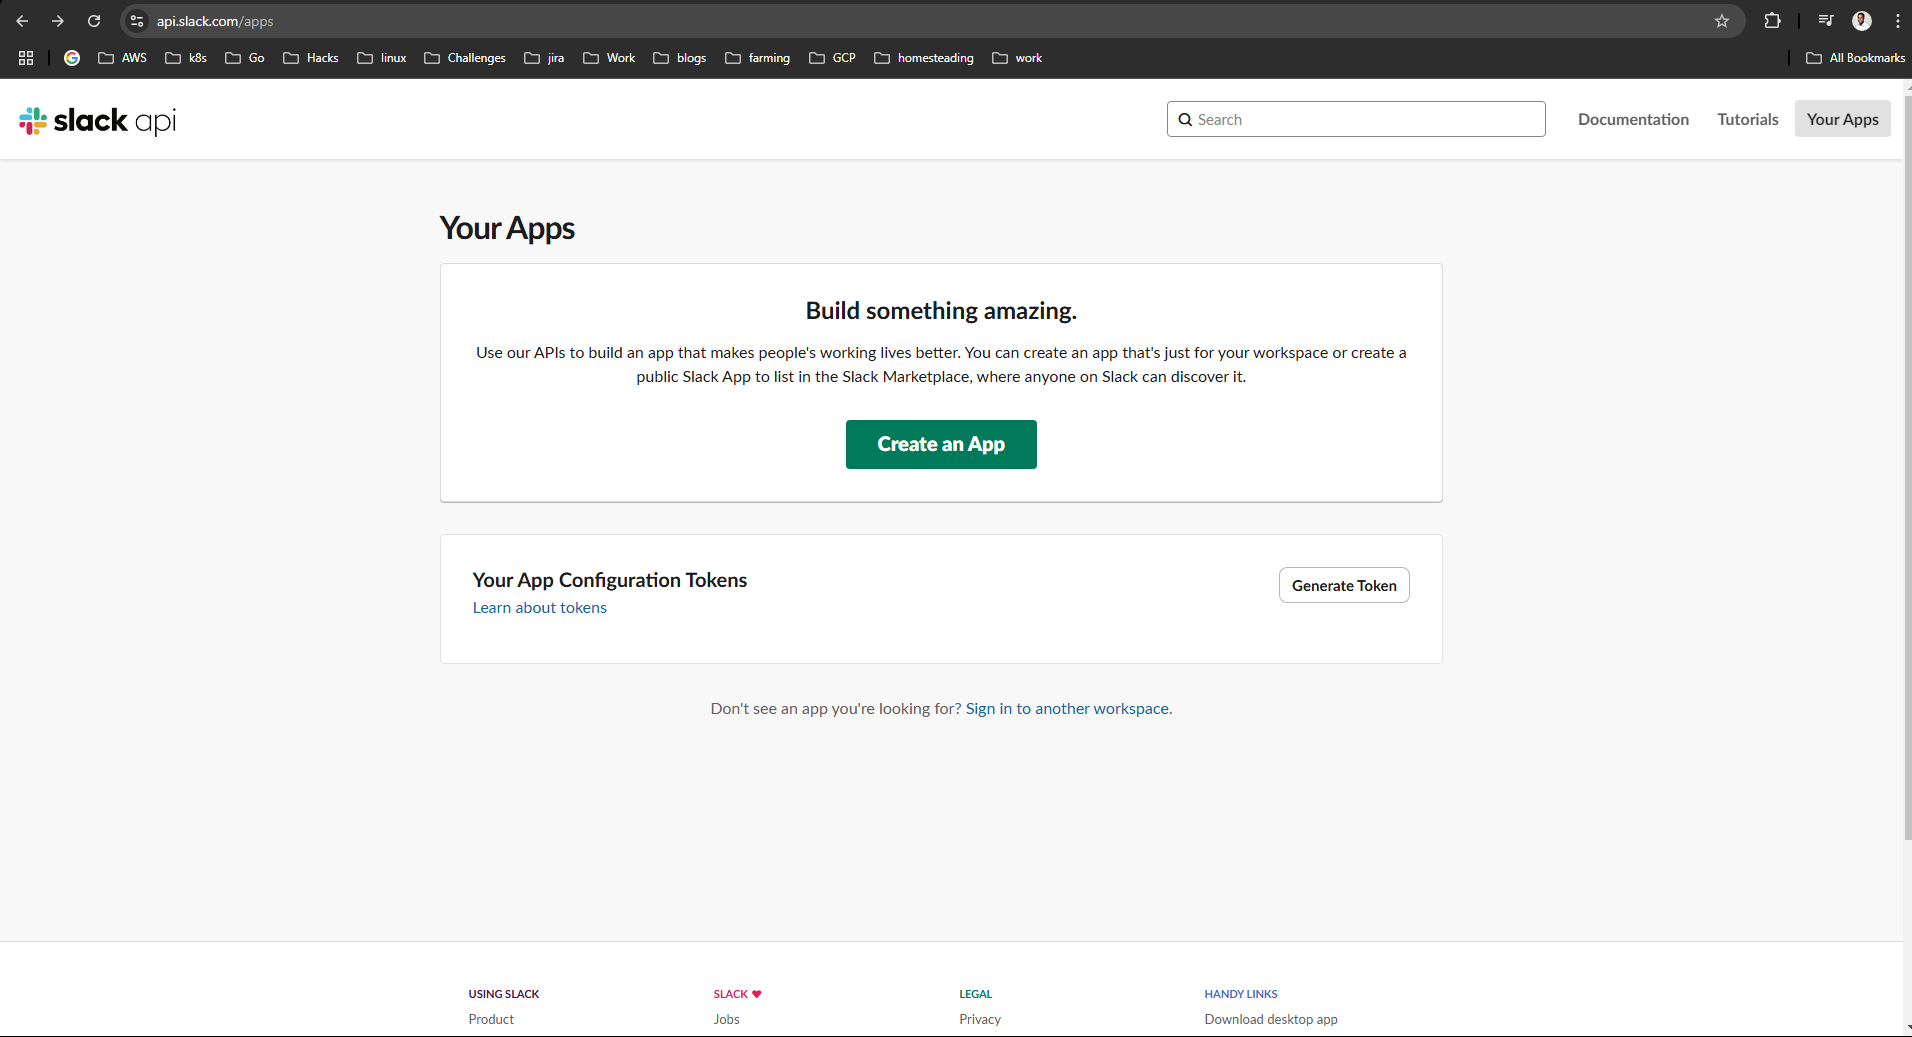 api.slack.com/apps
AWS k8s Go Hacks linux Challenges jira Work blogs farming GCP homesteading work All Bookmarks
slack api
Search
Documentation Tutorials Your Apps
Your Apps
Build something amazing.
Use our APIs to build an app that makes people's working lives better. You can create an app that's just for your workspace or create a
public Slack App to list in the Slack Marketplace, where anyone on Slack can discover it.
Create an App
Your App Configuration Tokens
Generate Token
Learn about tokens
Don't see an app you're looking for? Sign in to another workspace.
USING SLACK SLACK LEGAL HANDY LINKS
Product Jobs Privacy Download desktop app